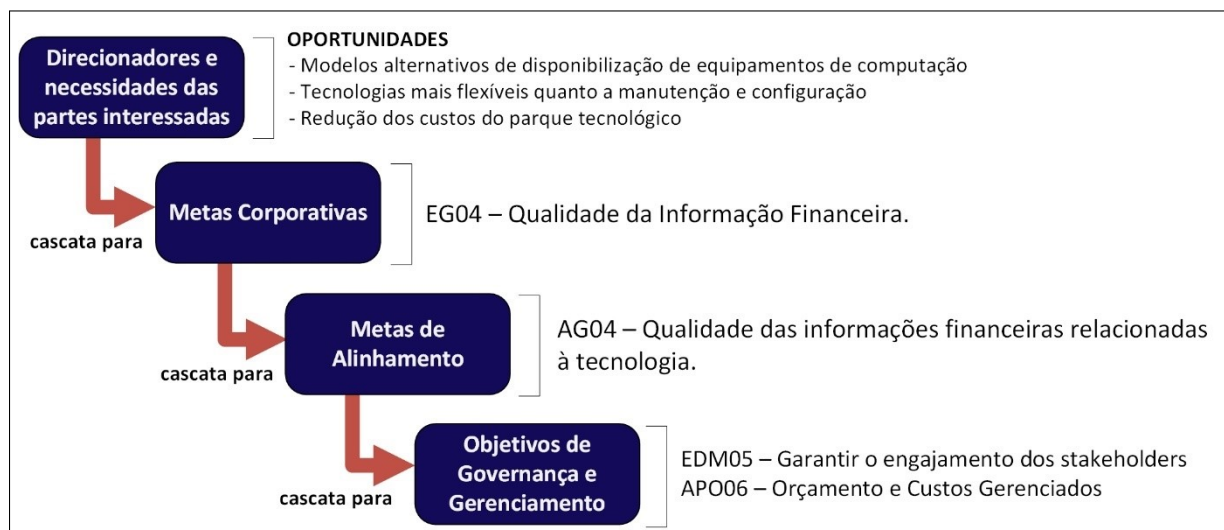 Direcionadores e
necessidades das
partes interessadas
OPORTUNIDADES
- Modelos alternativos de disponibilização de equipamentos de computação
- Tecnologias mais flexíveis quanto a manutenção e configuração
- Redução dos custos do parque tecnológico
cascata para
Metas Corporativas
EG04 – Qualidade da Informação Financeira.
cascata para
Metas de
Alinhamento
AG04 – Qualidade das informações financeiras relacionadas
à tecnologia.
cascata para
Objetivos de
Governança e
Gerenciamento
EDM05 – Garantir o engajamento dos stakeholders
APO06 – Orçamento e Custos Gerenciados